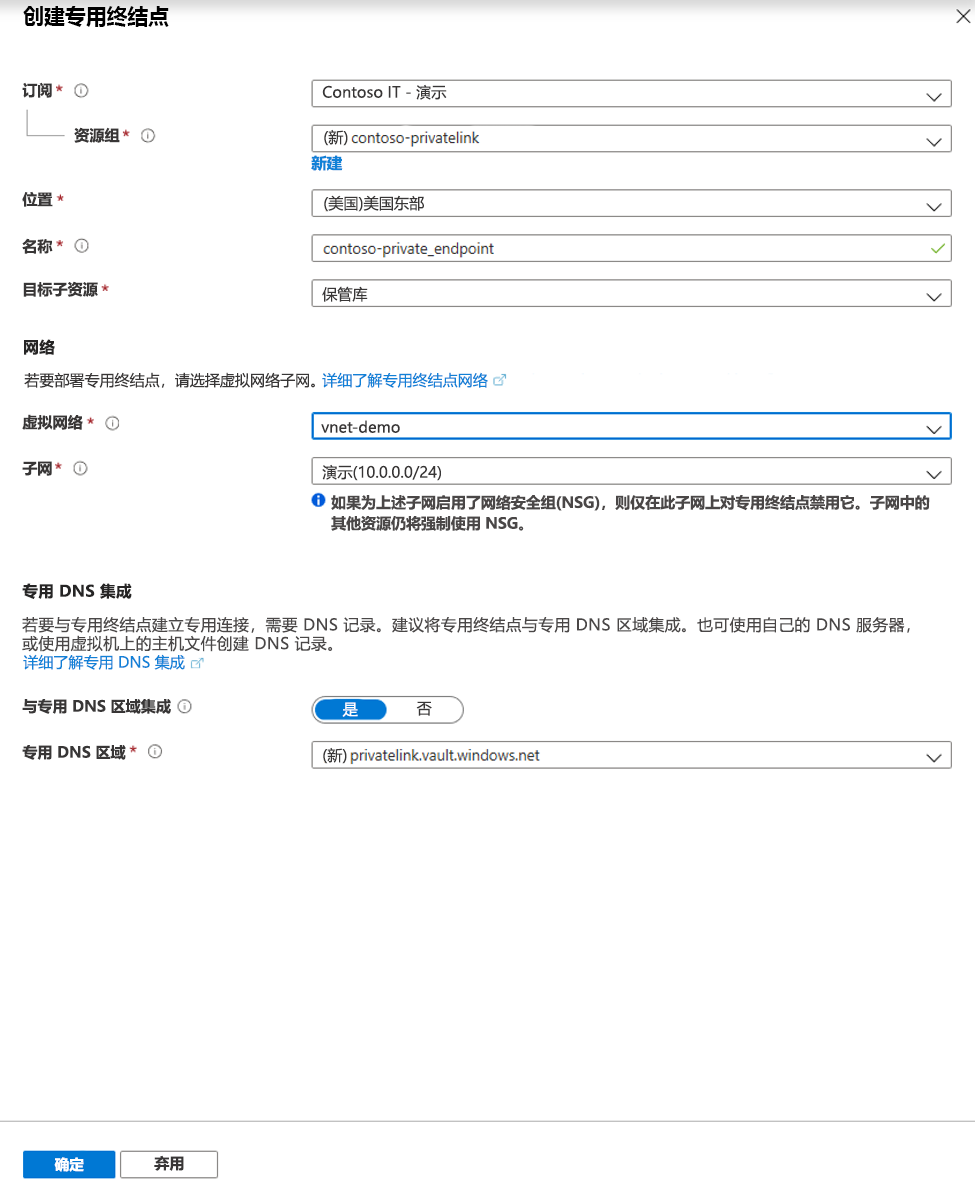 创建专用终结点
订阅*
Contoso IT - 演示
资源组*
(新) contoso-privatelink
新建
位置*
(美国)美国东部
名称*
contoso-private_endpoint
目标子资源*
保管库
网络
若要部署专用终结点，请选择虚拟网络子网。详细了解专用终结点网络
虚拟网络*
vnet-demo
子网*
演示(10.0.0.0/24)
如果为上述子网启用了网络安全组(NSG)，则仅在此子网上对专用终结点禁用它。子网中的
其他资源仍将强制使用 NSG。
专用 DNS 集成
若要与专用终结点建立专用连接，需要 DNS 记录。建议将专用终结点与专用 DNS 区域集成。也可使用自己的 DNS 服务器，
或使用虚拟机上的主机文件创建 DNS 记录。
详细了解专用 DNS 集成
与专用 DNS 区域集成
是 否
专用 DNS 区域*
(新) privatelink.vault.windows.net
确定 弃用